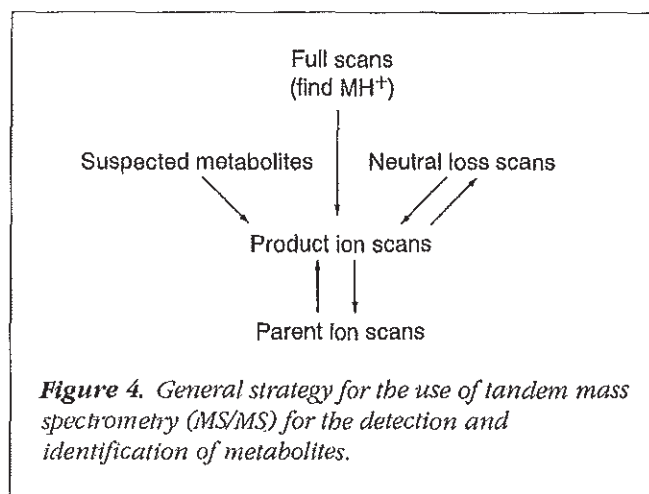 Full scans
(find MH+)
Suspected metabolites
Neutral loss scans
Product ion scans
Parent ion scans
Figure 4. General strategy for the use of tandem mass
spectrometry (MS/MS) for the detection and
identification of metabolites.